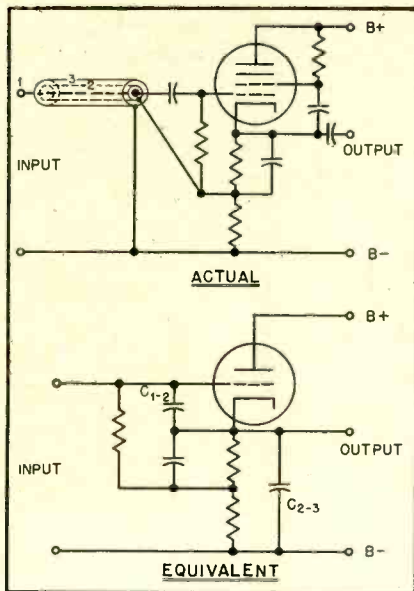 B+
1
3
2
INPUT
OUTPUT
B-
ACTUAL
B+
C1-2
INPUT
OUTPUT
C2-3
B-
EQUIVALENT